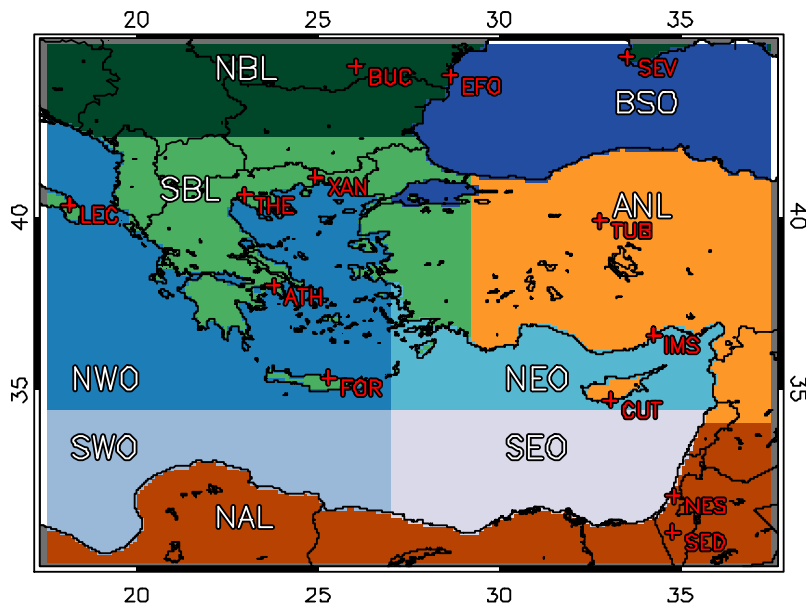 20 25 30 35
NBL
BUC
EFO
SEV
BSO
SBL
XAN
THE
LEC
ANL
TUB
40
40
ATH
IMS
NWO
FOR
NEO
CUT
35
35
SWO
SEO
NAL
NES
SED
20 25 30 35